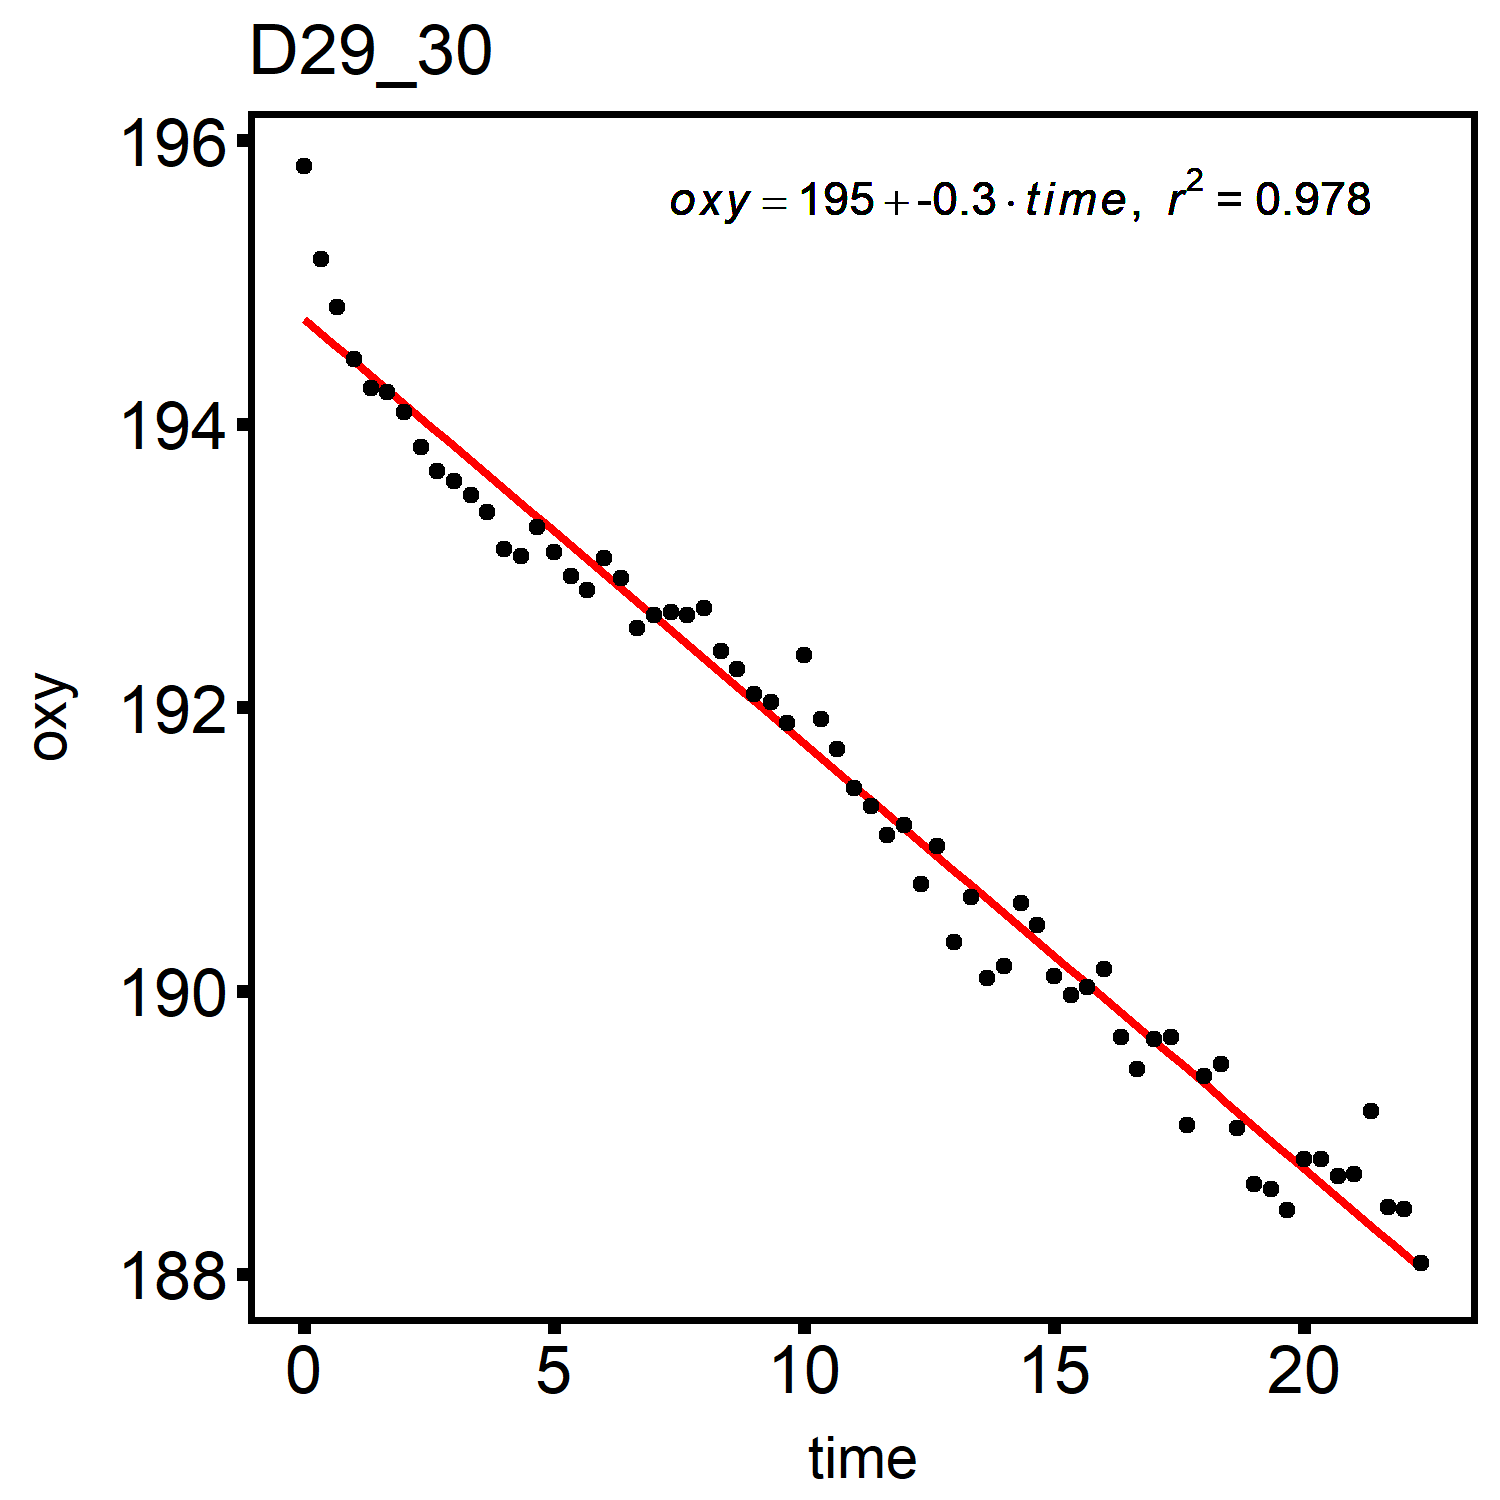 D29_30
196
oxy = 195 + -0.3 · time, r² = 0.978
194
192
oxy
190
188
0 5 10 15 20
time